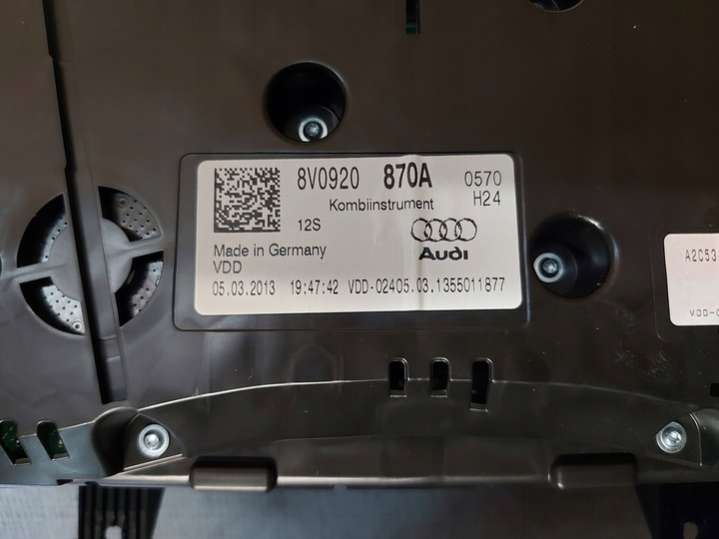 8V0920 870A 0570
Kombiinstrument H24
12S
Made in Germany
VDD
Audi
05.03.2013 19:47:42 VDD-02405.03.1355011877
A2C53
VDD-